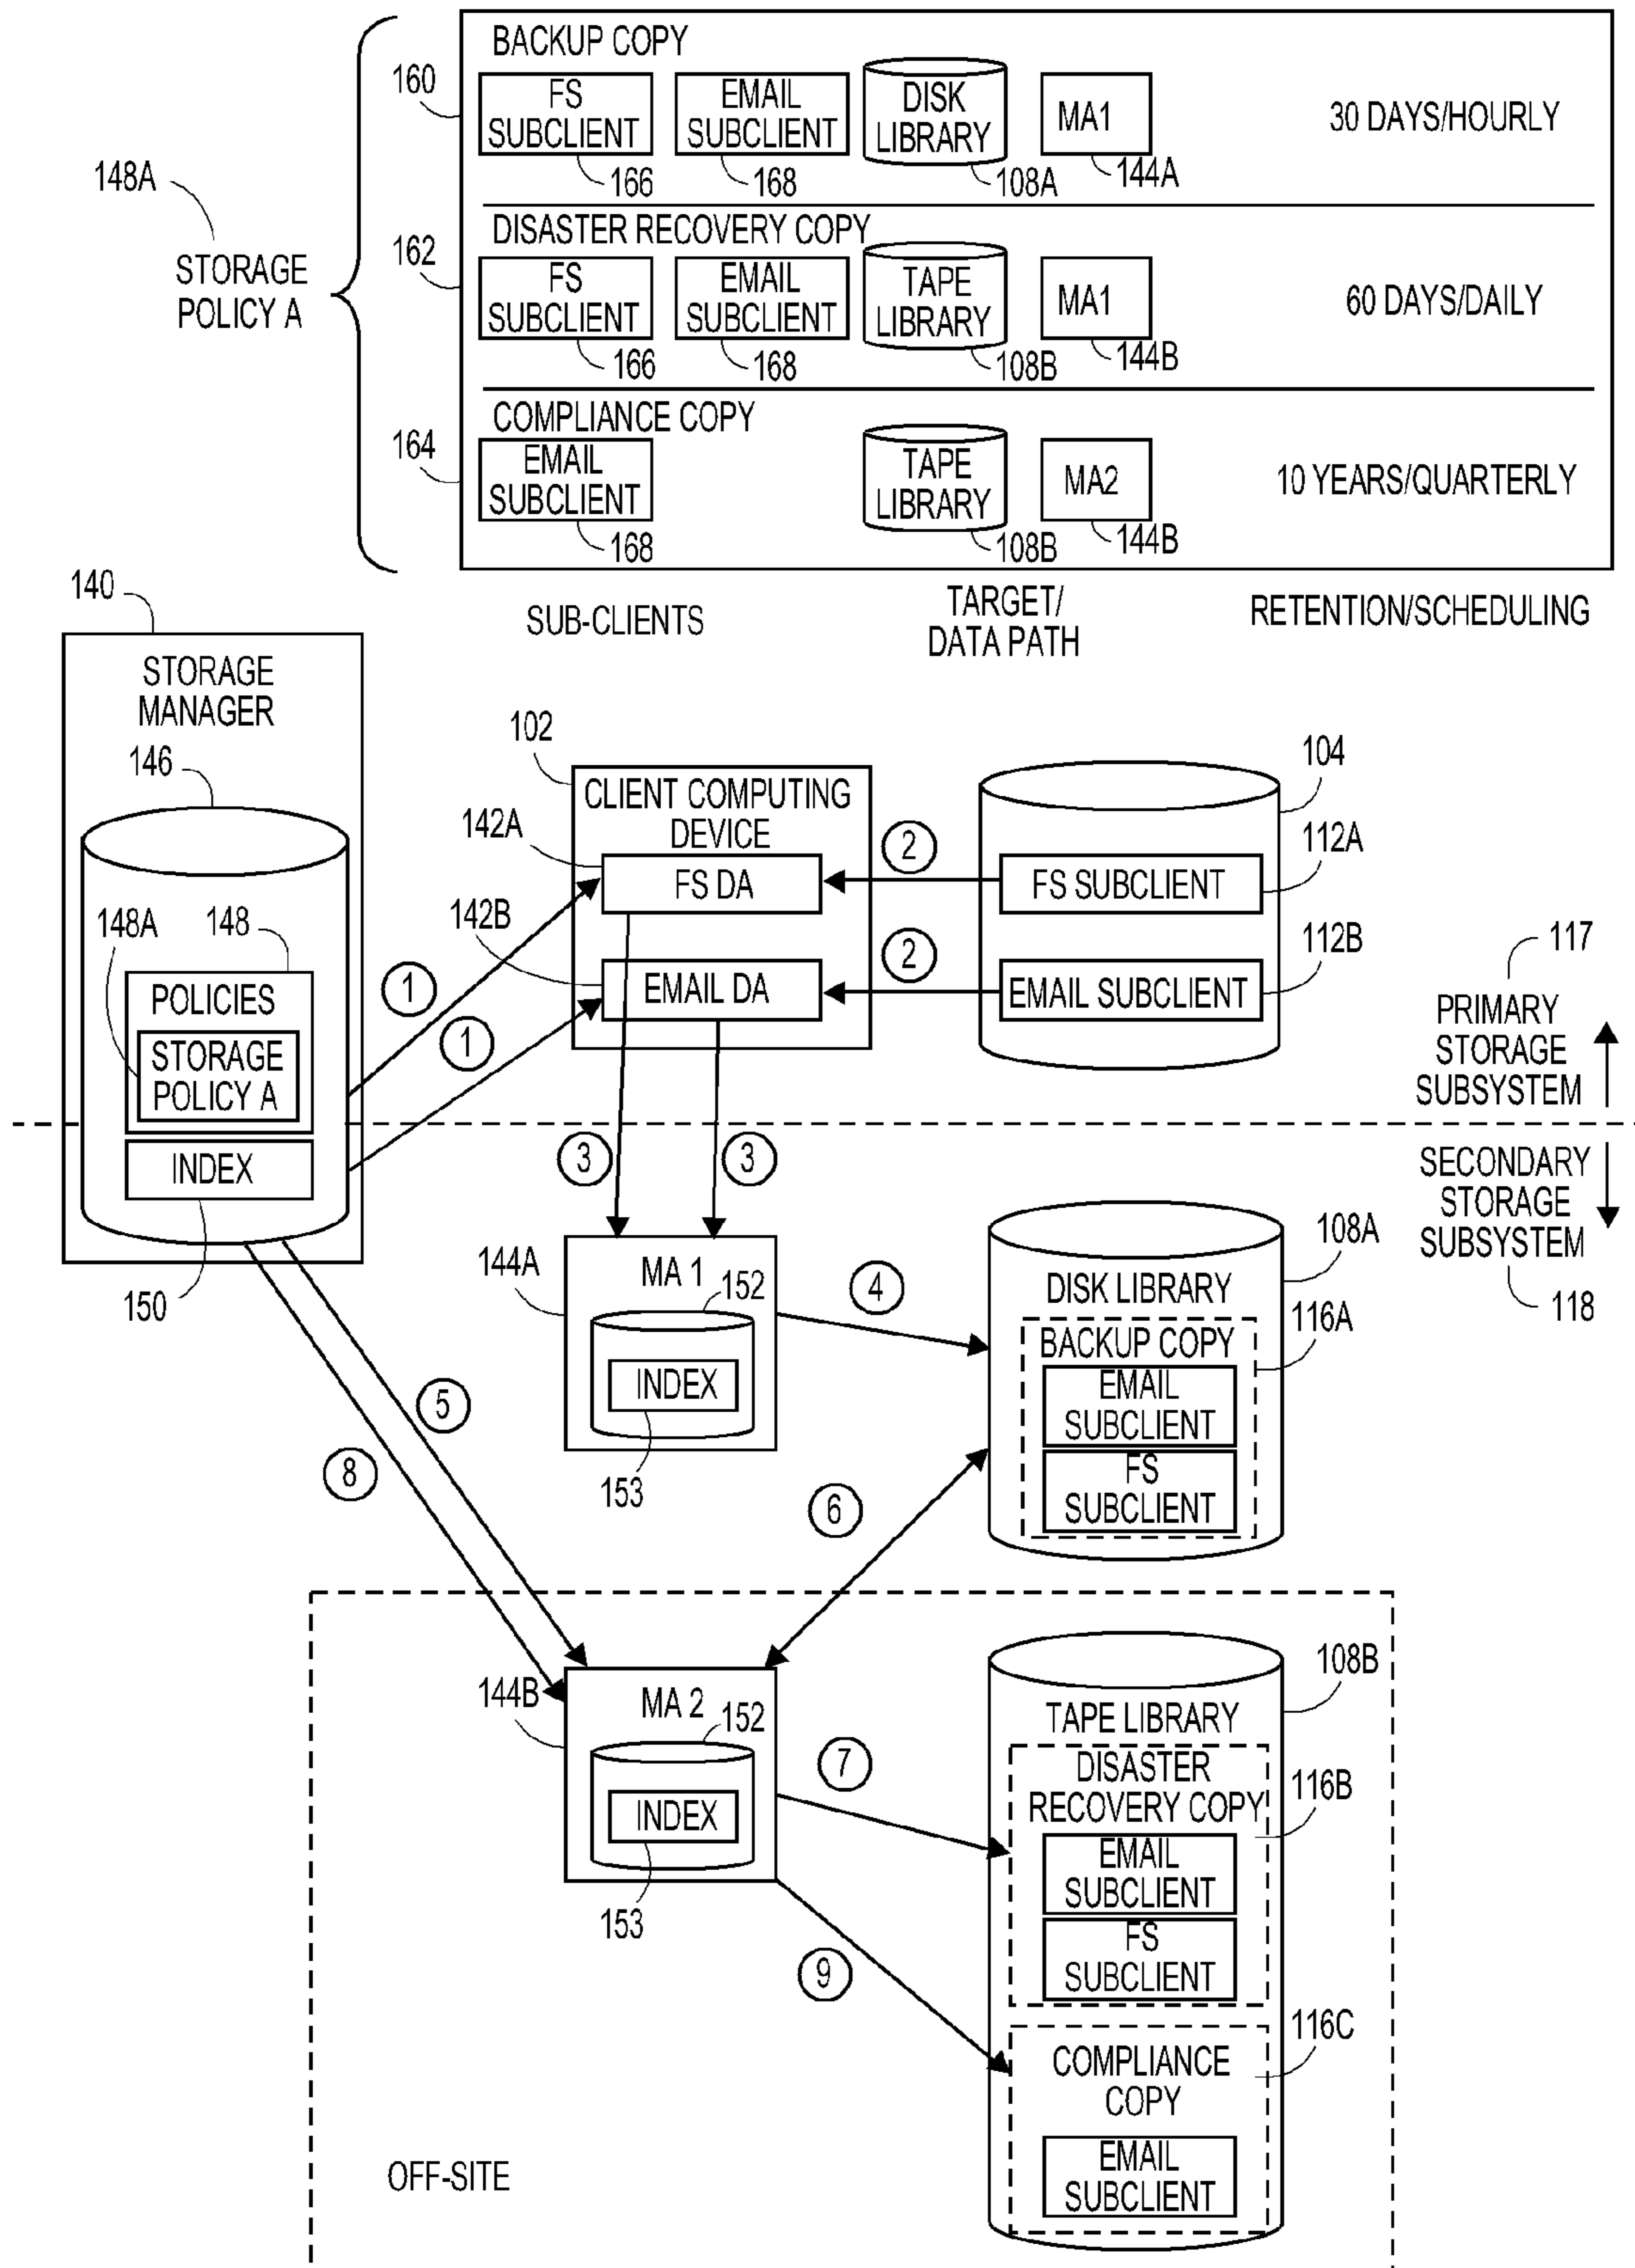 BACKUP COPY
160
FS
SUBCLIENT
166
EMAIL
SUBCLIENT
168
DISK
LIBRARY
108A
MA1
144A
30 DAYS/HOURLY
148A
STORAGE
POLICY A
DISASTER RECOVERY COPY
162
FS
SUBCLIENT
166
EMAIL
SUBCLIENT
168
TAPE
LIBRARY
108B
MA1
144B
60 DAYS/DAILY
COMPLIANCE COPY
164
EMAIL
SUBCLIENT
168
TAPE
LIBRARY
108B
MA2
144B
10 YEARS/QUARTERLY
SUB-CLIENTS
TARGET/
DATA PATH
RETENTION/SCHEDULING
140
STORAGE
MANAGER
146
148A
148
POLICIES
STORAGE
POLICY A
INDEX
150
102
CLIENT COMPUTING
DEVICE
142A
FS DA
142B
EMAIL DA
1
1
2
2
104
FS SUBCLIENT
112A
EMAIL SUBCLIENT
112B
117
PRIMARY
STORAGE
SUBSYSTEM
SECONDARY
STORAGE
SUBSYSTEM
118
3
3
144A
MA 1
152
INDEX
153
4
108A
DISK LIBRARY
116A
BACKUP COPY
EMAIL
SUBCLIENT
FS
SUBCLIENT
5
8
6
144B
MA 2
152
INDEX
153
7
9
108B
TAPE LIBRARY
DISASTER
RECOVERY COPY
116B
EMAIL
SUBCLIENT
FS
SUBCLIENT
116C
COMPLIANCE
COPY
EMAIL
SUBCLIENT
OFF-SITE